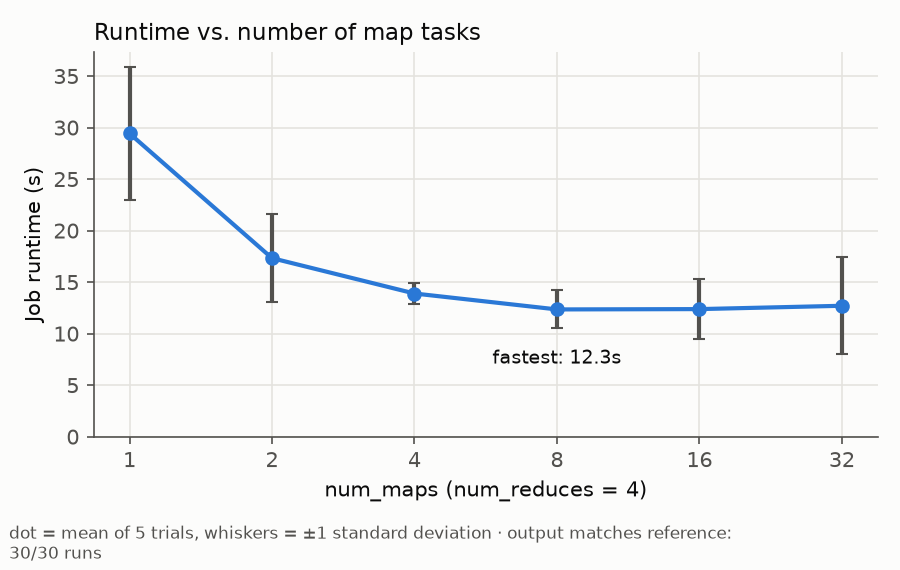 Runtime vs. number of map tasks
Job runtime (s)
35
30
25
20
15
10
5
0
fastest: 12.3s
1 2 4 8 16 32
num_maps (num_reduces = 4)
dot = mean of 5 trials, whiskers = ±1 standard deviation · output matches reference:
30/30 runs